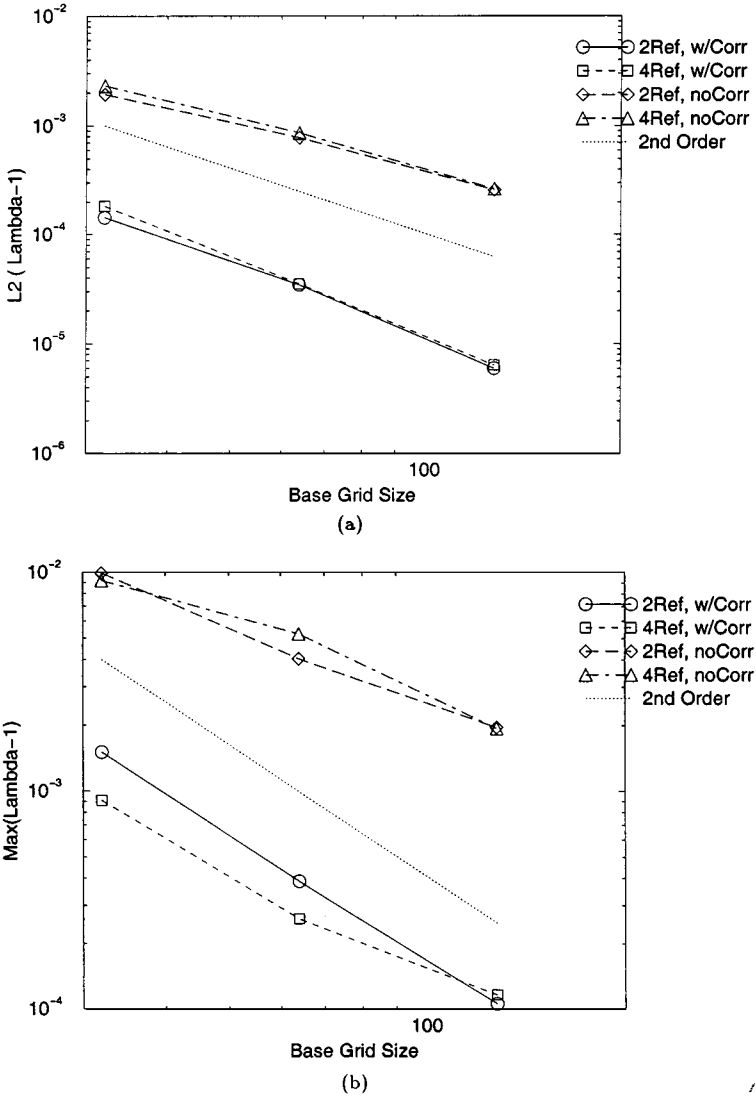 10^-2
10^-3
10^-4
10^-5
10^-6
L2 ( Lambda-1)
2Ref, w/Corr
4Ref, w/Corr
2Ref, noCorr
4Ref, noCorr
2nd Order
100
Base Grid Size
(a)
10^-2
10^-3
10^-4
Max(Lambda-1)
2Ref, w/Corr
4Ref, w/Corr
2Ref, noCorr
4Ref, noCorr
2nd Order
100
Base Grid Size
(b)